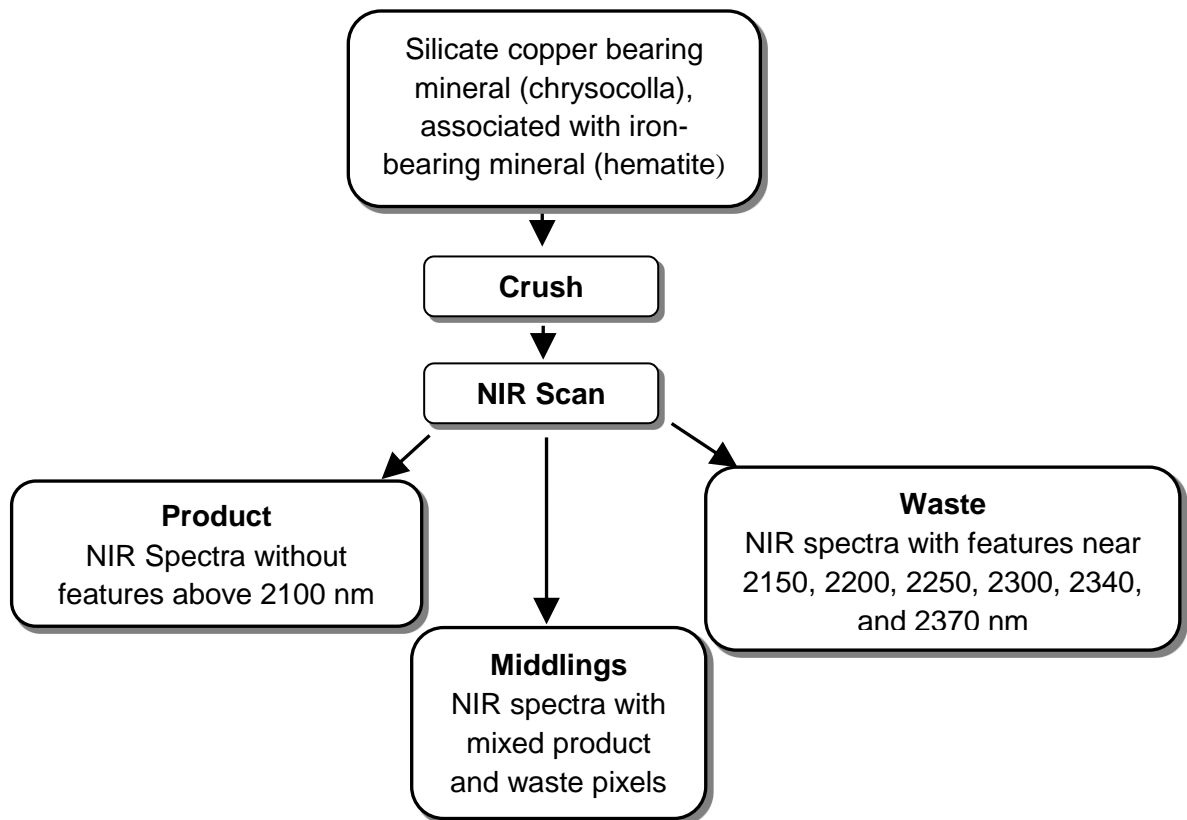 Silicate copper bearing
mineral (chrysocolla),
associated with iron-
bearing mineral (hematite)
Crush
NIR Scan
Product
NIR Spectra without
features above 2100 nm
Middlings
NIR spectra with
mixed product
and waste pixels
Waste
NIR spectra with features near
2150, 2200, 2250, 2300, 2340,
and 2370 nm